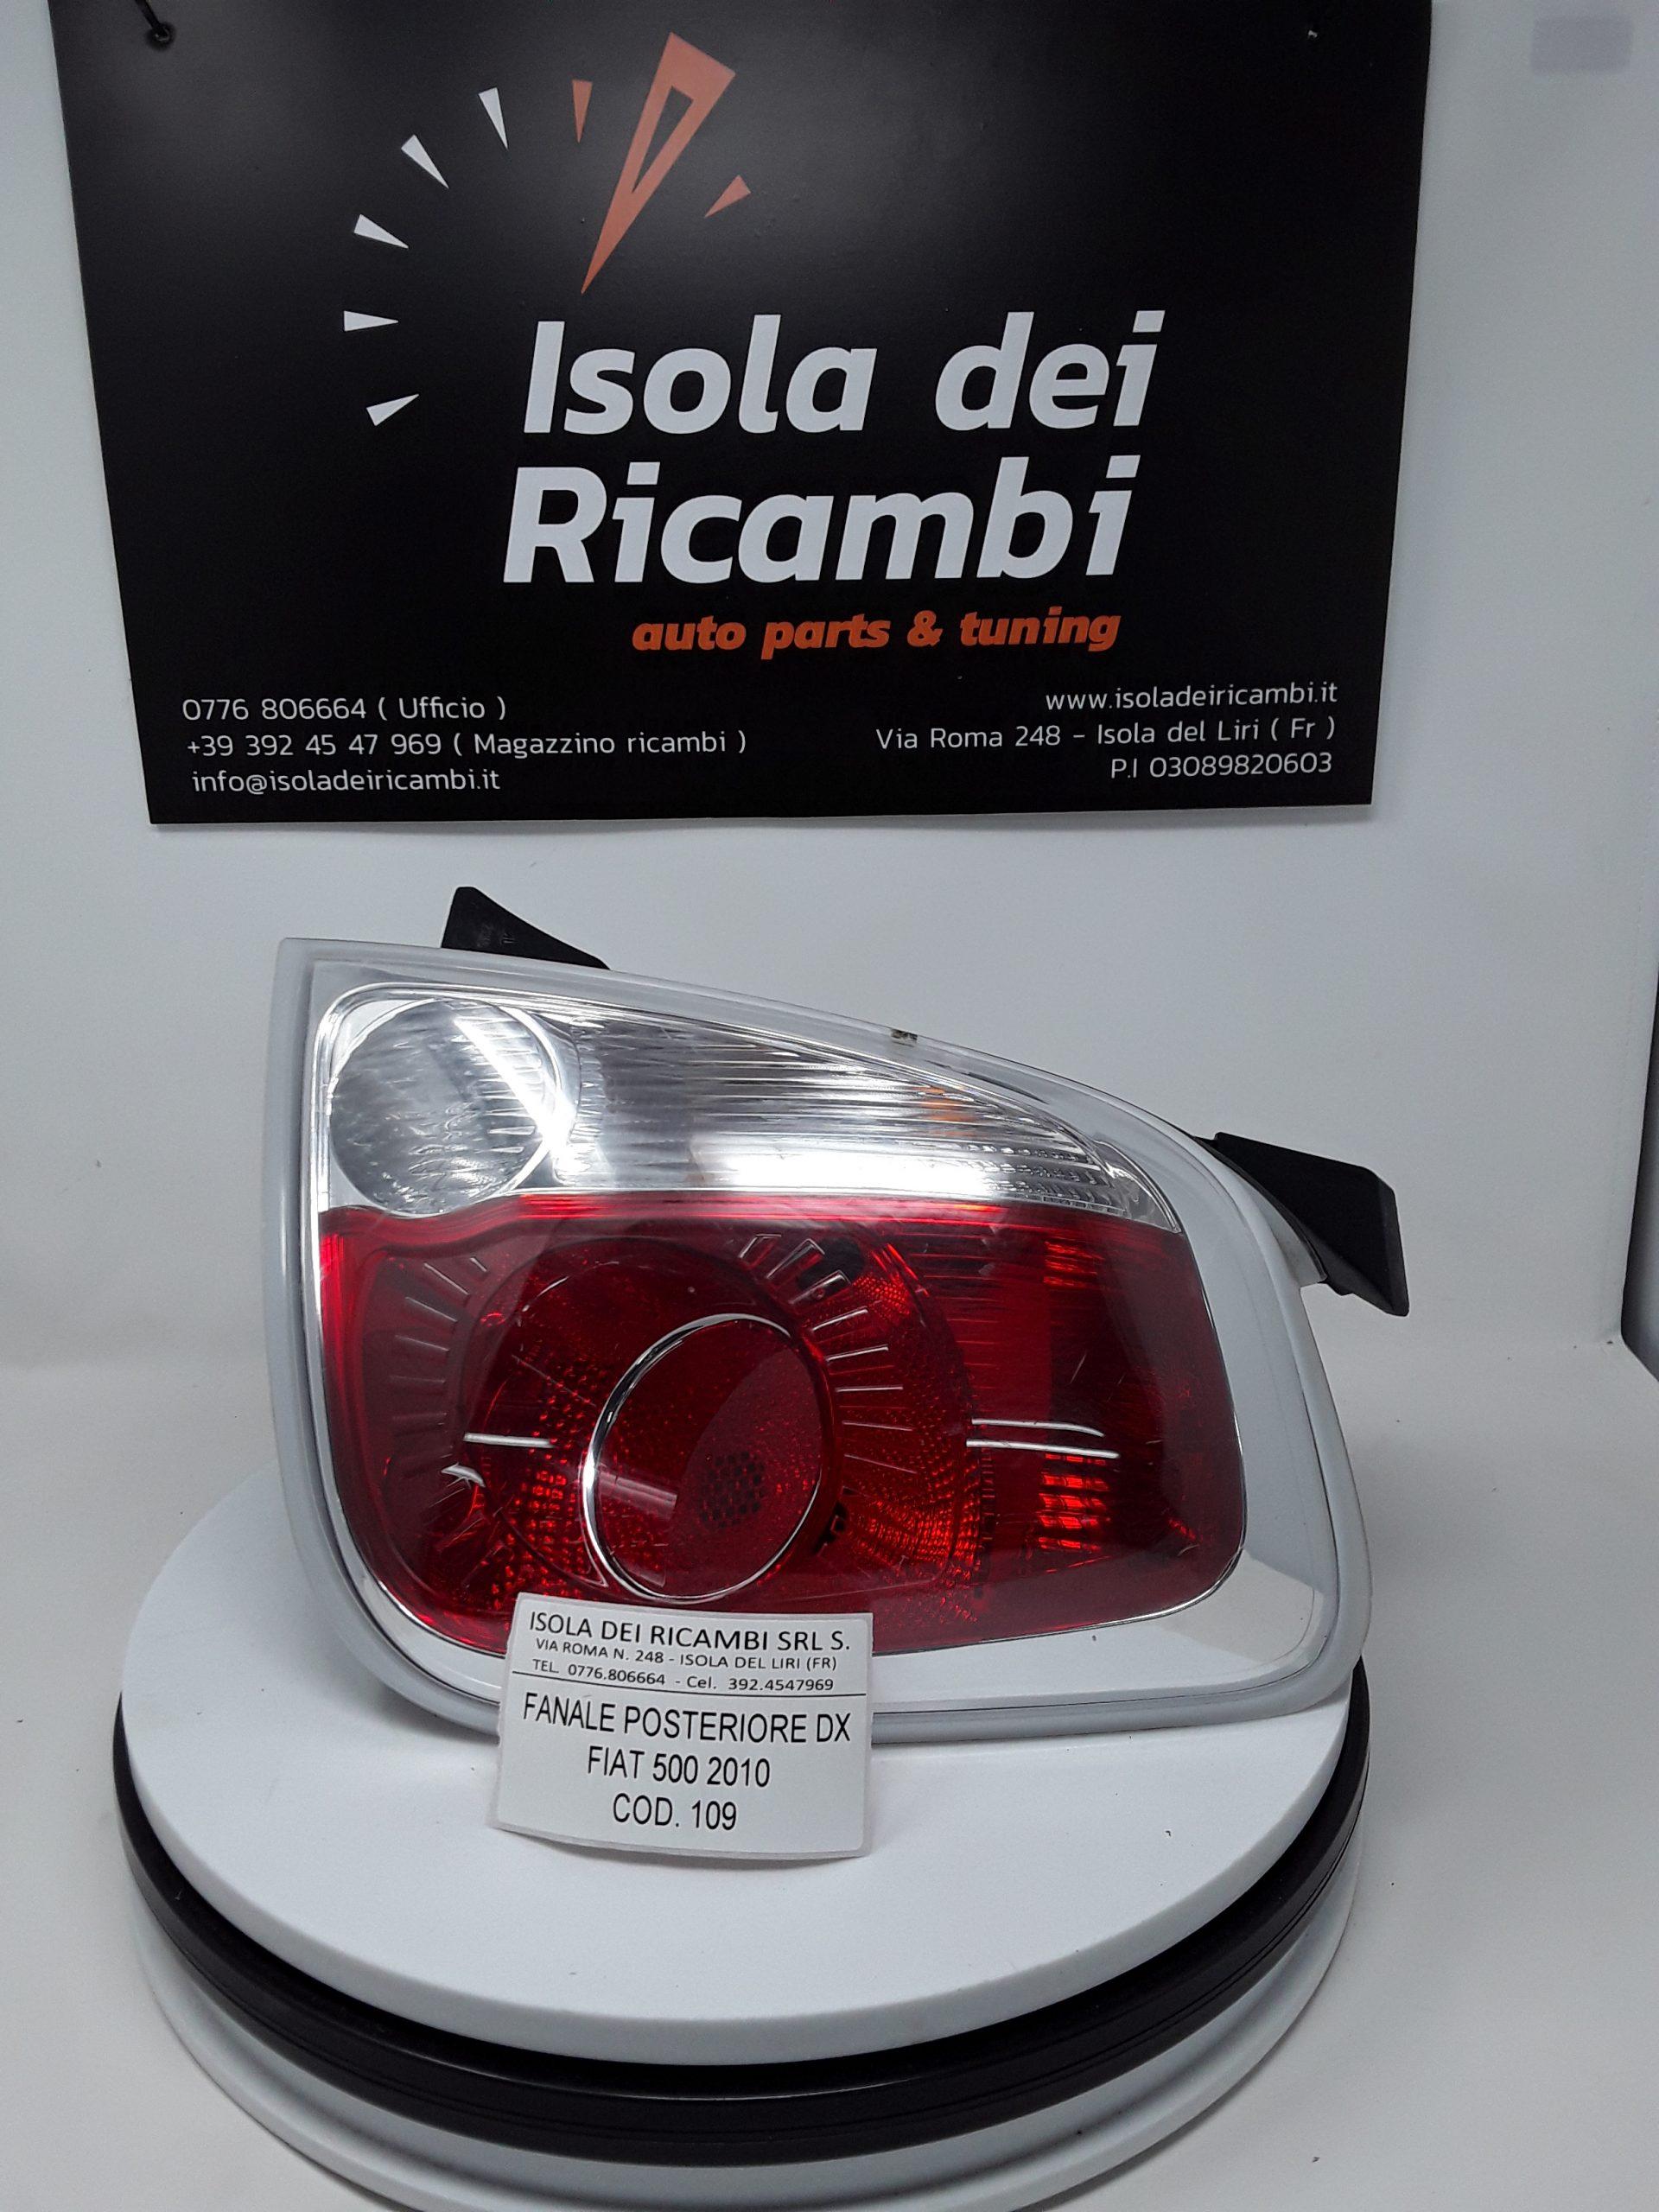 Isola dei
Ricambi
auto parts & tuning
0776 806664 ( Ufficio )
+39 392 45 47 969 ( Magazzino ricambi )
info@isoladeiricambi.it
www.isoladeiricambi.it
Via Roma 248 - Isola del Liri ( Fr )
P.I 03089820603
ISOLA DEI RICAMBI SRL S.
VIA ROMA N. 248 - ISOLA DEL LIRI (FR)
TEL. 0776.806664 - Cel. 392.4547969
FANALE POSTERIORE DX
FIAT 500 2010
COD. 109